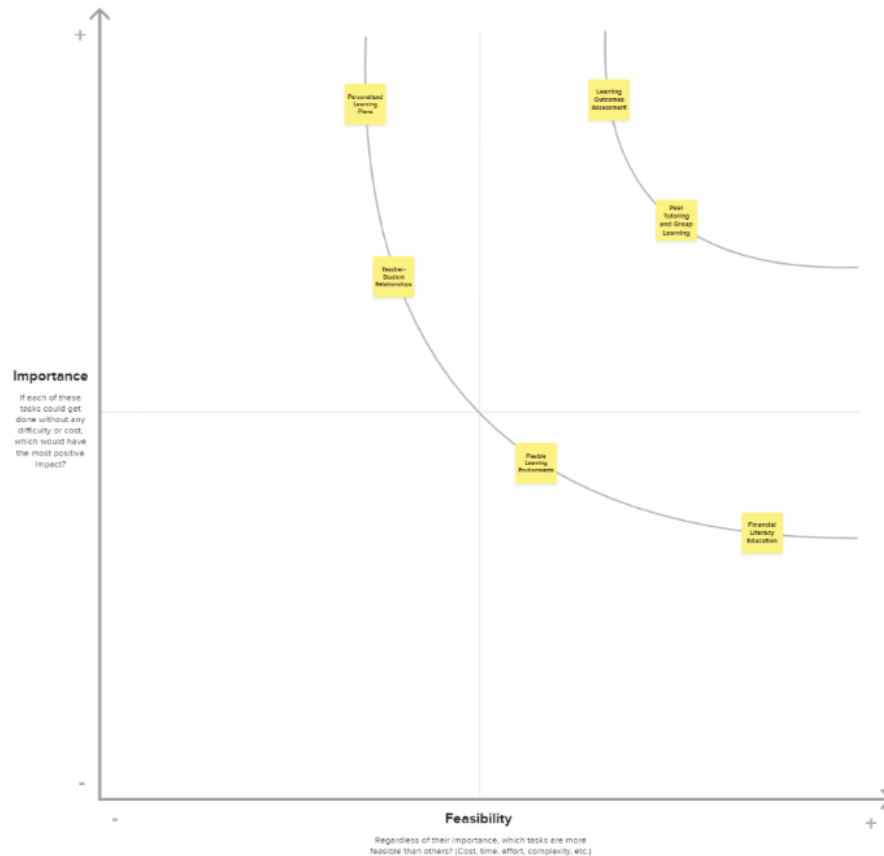 +
Personalized
Learning
Plans
Learning
Outcomes
Assessment
Peer
Tutoring
and Group
Learning
Teacher-
Student
Relationships
Importance
If each of these
tasks could get
done without any
difficulty or cost,
which would have
the most positive
impact?
Flexible
Learning
Environments
Financial
Literacy
Education
-
-
Feasibility
+
Regardless of their importance, which tasks are more
feasible than others? (Cost, time, effort, complexity, etc.)